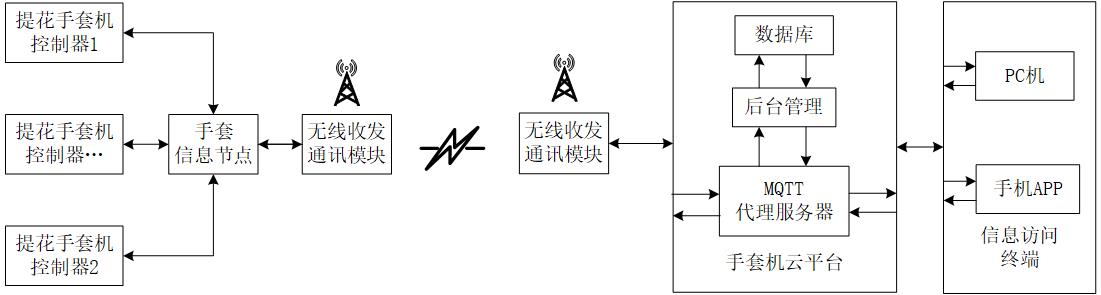 提花手套机
控制器1
提花手套机
控制器…
提花手套机
控制器2
手套
信息节点
无线收发
通讯模块
无线收发
通讯模块
数据库
后台管理
MQTT
代理服务器
手套机云平台
PC机
手机APP
信息访问
终端